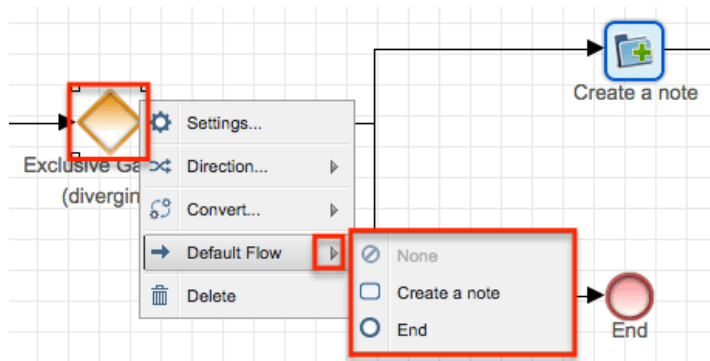 Create a note
Settings...
Exclusive Ga
Direction...
(divergin
Convert...
Default Flow
None
Create a note
Delete
End
End